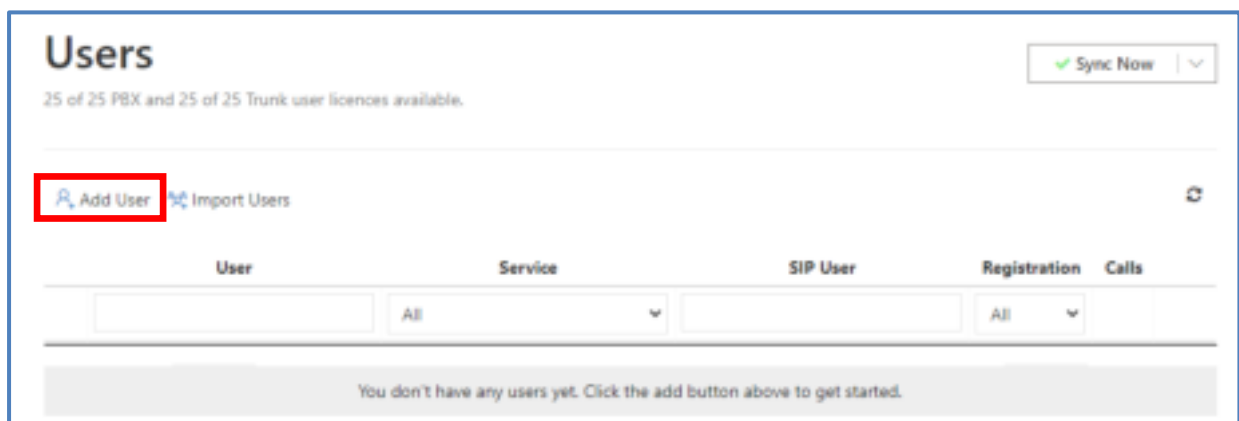 Users
Sync Now
25 of 25 PBX and 25 of 25 Trunk user licences available.
Add User Import Users
User Service SIP User Registration Calls
All All
You don't have any users yet. Click the add button above to get started.